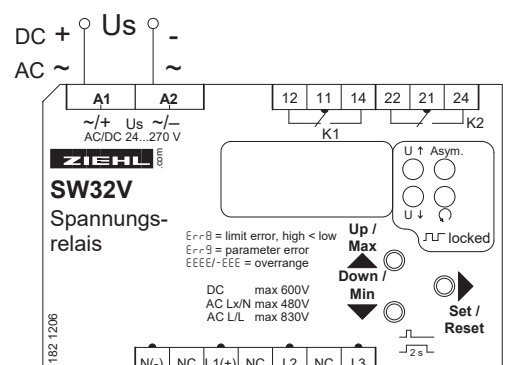 DC + Us -
AC ~ ~
A1 A2
~/+ Us ~/–
AC/DC 24...270 V
12 11 14
K1
22 21 24
K2
ZIEHL .com
SW32V
Spannungs-
relais
U ↑ Asym.
U ↓
locked
Err8 = limit error, high < low
Err9 = parameter error
EEEE/-EEE = overrange
DC max 600V
AC Lx/N max 480V
AC L/L max 830V
Up /
Max
Down /
Min
Set /
Reset
2 s
182 1206
N(-) NC L1(+) NC L2 NC L3